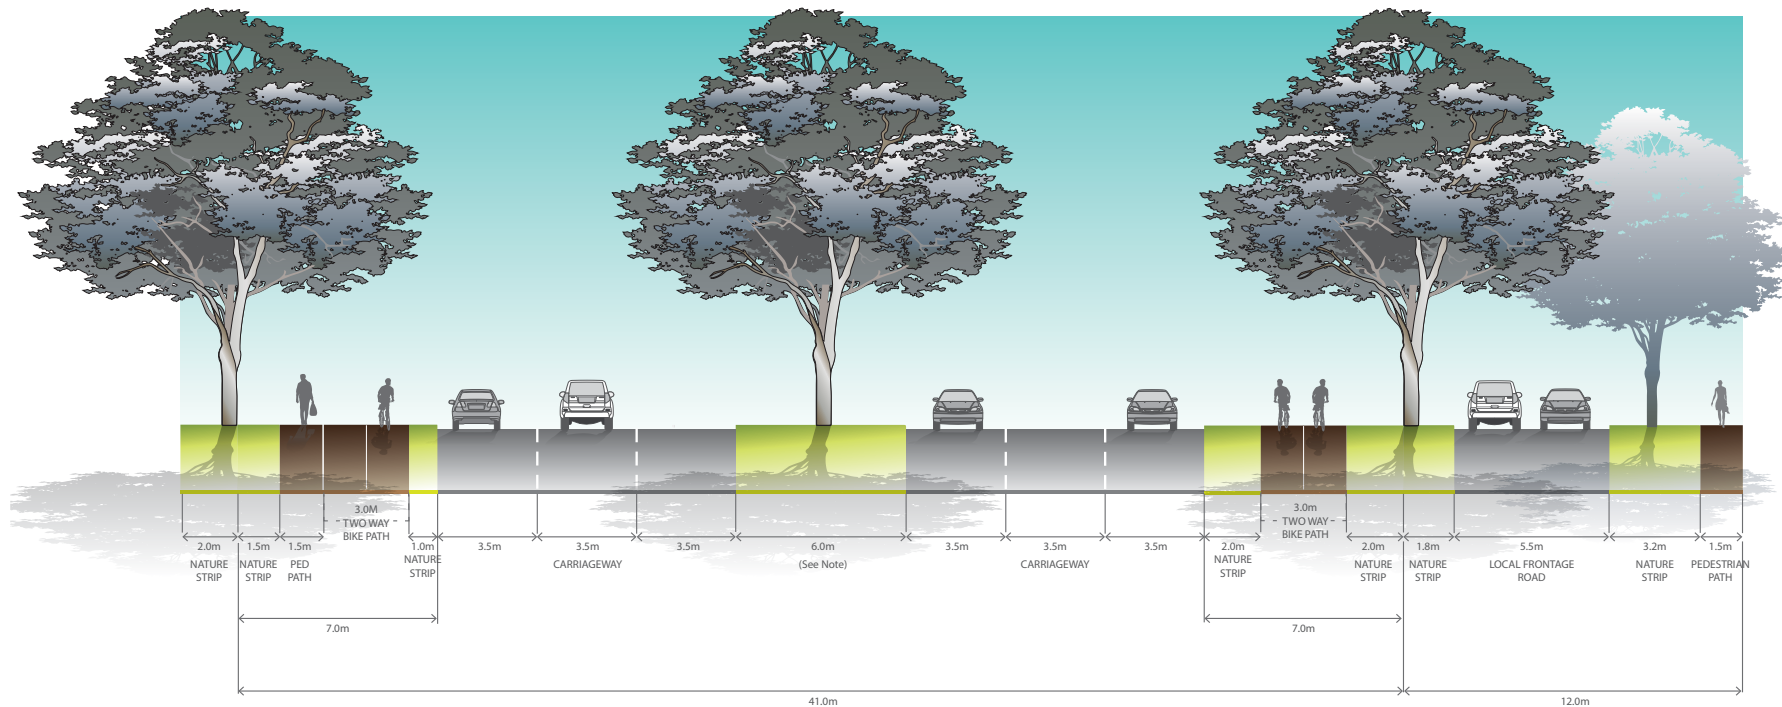 3.0M
TWO WAY
BIKE PATH
3.0m
TWO WAY
BIKE PATH
2.0m
1.5m
1.5m
1.0m
3.5m
3.5m
3.5m
6.0m
3.5m
3.5m
3.5m
2.0m
2.0m
1.8m
5.5m
3.2m
1.5m
NATURE
STRIP
NATURE
STRIP
PED
PATH
NATURE
STRIP
CARRIAGEWAY
(See Note)
CARRIAGEWAY
NATURE
STRIP
NATURE
STRIP
NATURE
STRIP
LOCAL FRONTAGE
ROAD
NATURE
STRIP
PEDESTRIAN
PATH
7.0m
7.0m
41.0m
12.0m